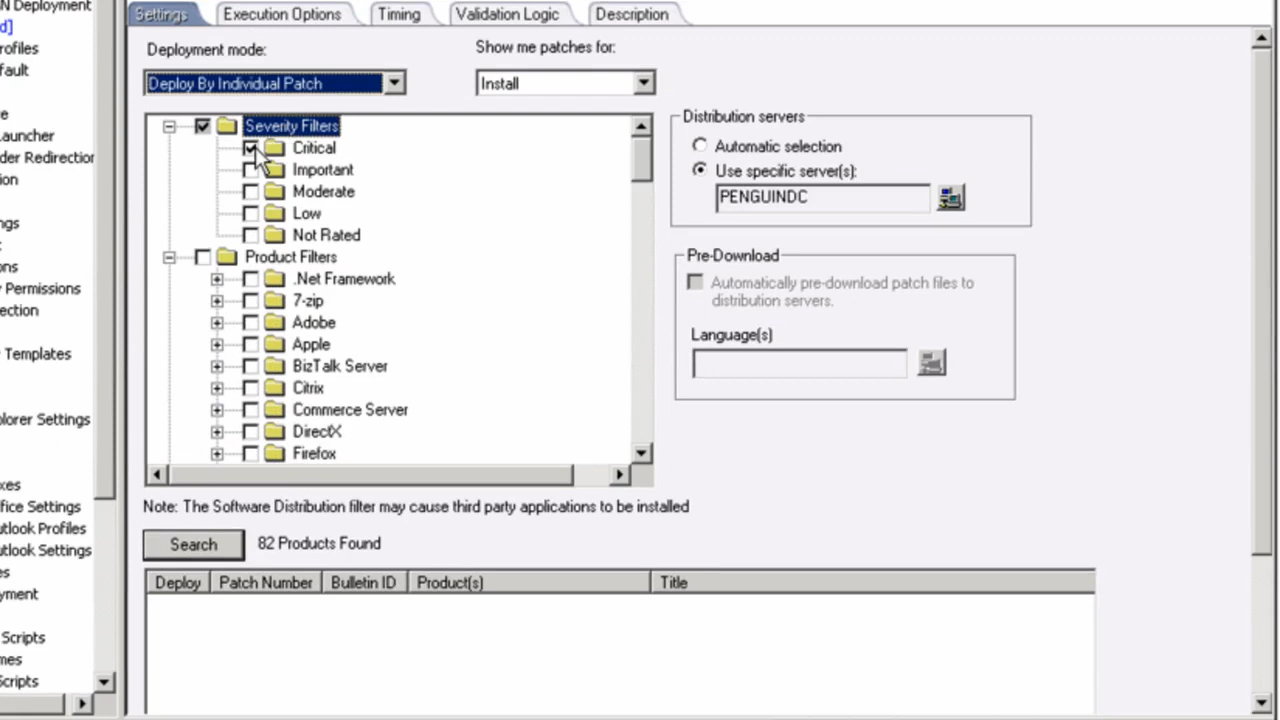 N Deployment
d]
rofiles
fault
e
Launcher
der Redirection
ion
ngs
:
ons
y Permissions
ection
y Templates
plorer Settings
xes
ffice Settings
utlook Profiles
utlook Settings
es
yment
Scripts
mes
Scripts
Settings
Execution Options
Timing
Validation Logic
Description
Deployment mode:
Deploy By Individual Patch
Show me patches for:
Install
Severity Filters
Critical
Important
Moderate
Low
Not Rated
Product Filters
.Net Framework
7-zip
Adobe
Apple
BizTalk Server
Citrix
Commerce Server
DirectX
Firefox
Distribution servers
Automatic selection
Use specific server(s):
PENGUINDC
Pre-Download
Automatically pre-download patch files to
distribution servers.
Language(s)
Note: The Software Distribution filter may cause third party applications to be installed
Search
82 Products Found
Deploy
Patch Number
Bulletin ID
Product(s)
Title